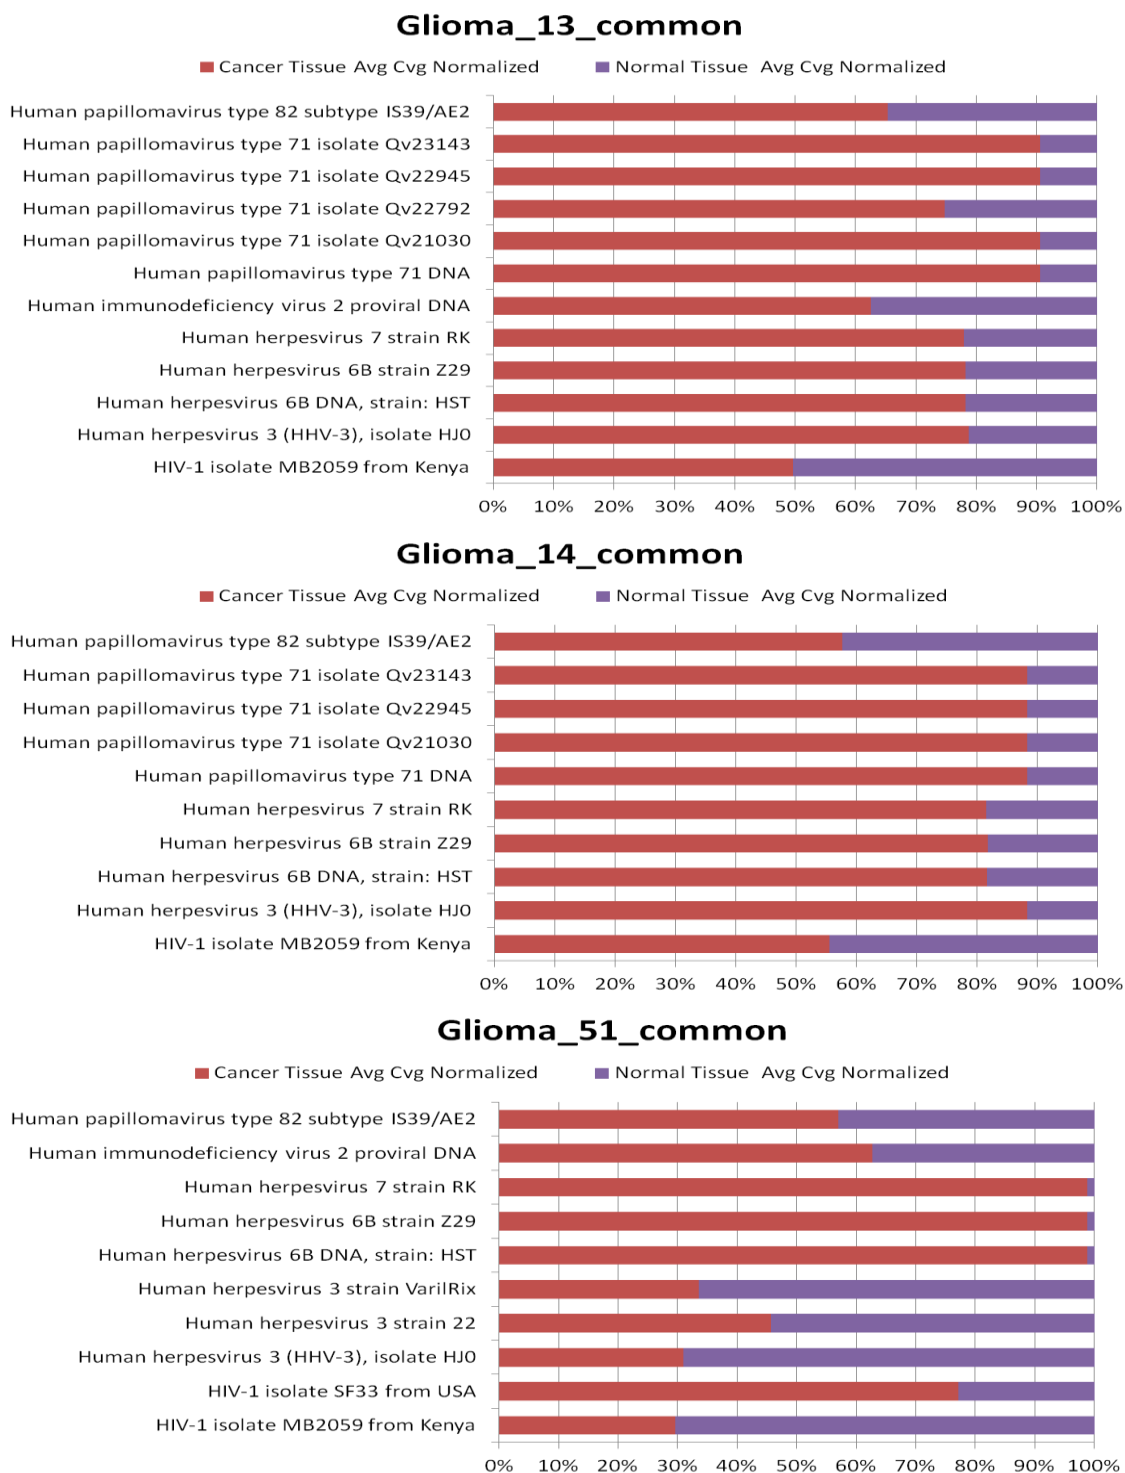 Glioma_13_common
Cancer Tissue Avg Cvg Normalized Normal Tissue Avg Cvg Normalized
Human papillomavirus type 82 subtype IS39/AE2
Human papillomavirus type 71 isolate Qv23143
Human papillomavirus type 71 isolate Qv22945
Human papillomavirus type 71 isolate Qv22792
Human papillomavirus type 71 isolate Qv21030
Human papillomavirus type 71 DNA
Human immunodeficiency virus 2 proviral DNA
Human herpesvirus 7 strain RK
Human herpesvirus 6B strain Z29
Human herpesvirus 6B DNA, strain: HST
Human herpesvirus 3 (HHV-3), isolate HJ0
HIV-1 isolate MB2059 from Kenya
0% 10% 20% 30% 40% 50% 60% 70% 80% 90% 100%
Glioma_14_common
Cancer Tissue Avg Cvg Normalized Normal Tissue Avg Cvg Normalized
Human papillomavirus type 82 subtype IS39/AE2
Human papillomavirus type 71 isolate Qv23143
Human papillomavirus type 71 isolate Qv22945
Human papillomavirus type 71 isolate Qv21030
Human papillomavirus type 71 DNA
Human herpesvirus 7 strain RK
Human herpesvirus 6B strain Z29
Human herpesvirus 6B DNA, strain: HST
Human herpesvirus 3 (HHV-3), isolate HJ0
HIV-1 isolate MB2059 from Kenya
0% 10% 20% 30% 40% 50% 60% 70% 80% 90% 100%
Glioma_51_common
Cancer Tissue Avg Cvg Normalized Normal Tissue Avg Cvg Normalized
Human papillomavirus type 82 subtype IS39/AE2
Human immunodeficiency virus 2 proviral DNA
Human herpesvirus 7 strain RK
Human herpesvirus 6B strain Z29
Human herpesvirus 6B DNA, strain: HST
Human herpesvirus 3 strain VarilRix
Human herpesvirus 3 strain 22
Human herpesvirus 3 (HHV-3), isolate HJ0
HIV-1 isolate SF33 from USA
HIV-1 isolate MB2059 from Kenya
0% 10% 20% 30% 40% 50% 60% 70% 80% 90% 100%